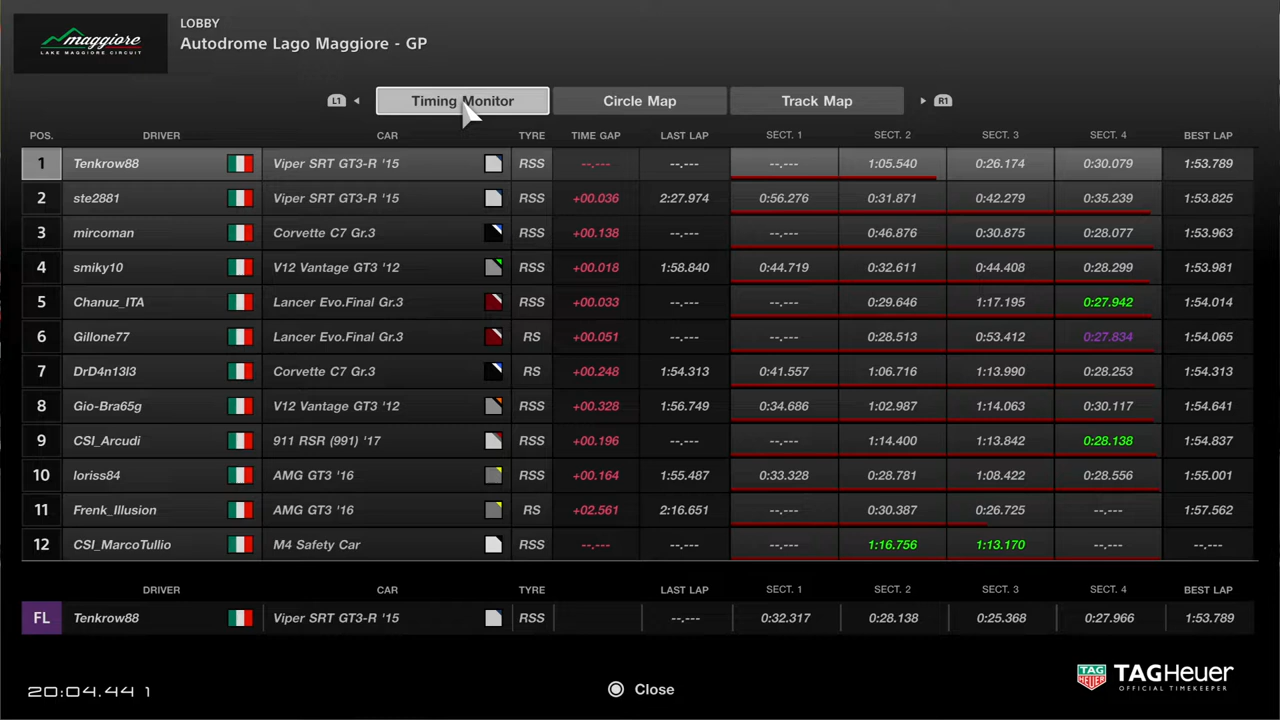 maggiore
LAKE MAGGIORE CIRCUIT
LOBBY
Autodrome Lago Maggiore - GP
L1 Timing Monitor Circle Map Track Map R1
POS. DRIVER CAR TYRE TIME GAP LAST LAP SECT. 1 SECT. 2 SECT. 3 SECT. 4 BEST LAP
1 Tenkrow88 Viper SRT GT3-R '15 RSS --.--- --.--- --.--- 1:05.540 0:26.174 0:30.079 1:53.789
2 ste2881 Viper SRT GT3-R '15 RSS +00.036 2:27.974 0:56.276 0:31.871 0:42.279 0:35.239 1:53.825
3 mircoman Corvette C7 Gr.3 RSS +00.138 --.--- --.--- 0:46.876 0:30.875 0:28.077 1:53.963
4 smiky10 V12 Vantage GT3 '12 RSS +00.018 1:58.840 0:44.719 0:32.611 0:44.408 0:28.299 1:53.981
5 Chanuz_ITA Lancer Evo.Final Gr.3 RSS +00.033 --.--- --.--- 0:29.646 1:17.195 0:27.942 1:54.014
6 Gillone77 Lancer Evo.Final Gr.3 RS +00.051 --.--- --.--- 0:28.513 0:53.412 0:27.834 1:54.065
7 DrD4n13l3 Corvette C7 Gr.3 RS +00.248 1:54.313 0:41.557 1:06.716 1:13.990 0:28.253 1:54.313
8 Gio-Bra65g V12 Vantage GT3 '12 RSS +00.328 1:56.749 0:34.686 1:02.987 1:14.063 0:30.117 1:54.641
9 CSI_Arcudi 911 RSR (991) '17 RSS +00.196 --.--- --.--- 1:14.400 1:13.842 0:28.138 1:54.837
10 loriss84 AMG GT3 '16 RSS +00.164 1:55.487 0:33.328 0:28.781 1:08.422 0:28.556 1:55.001
11 Frenk_Illusion AMG GT3 '16 RS +02.561 2:16.651 --.--- 0:30.387 0:26.725 --.--- 1:57.562
12 CSI_MarcoTullio M4 Safety Car RSS --.--- --.--- --.--- 1:16.756 1:13.170 --.--- --.---
DRIVER CAR TYRE LAST LAP SECT. 1 SECT. 2 SECT. 3 SECT. 4 BEST LAP
FL Tenkrow88 Viper SRT GT3-R '15 RSS --.--- 0:32.317 0:28.138 0:25.368 0:27.966 1:53.789
20:04.44 1
Close
TAG HEUER TAGHeuer
OFFICIAL TIMEKEEPER